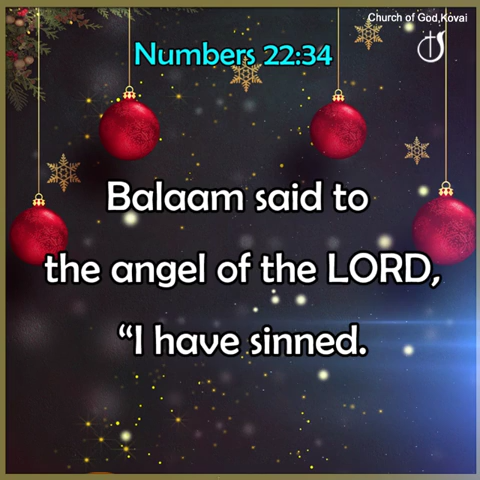 Church of God,Kovai
Numbers 22:34
Balaam said to
the angel of the LORD,
“I have sinned.